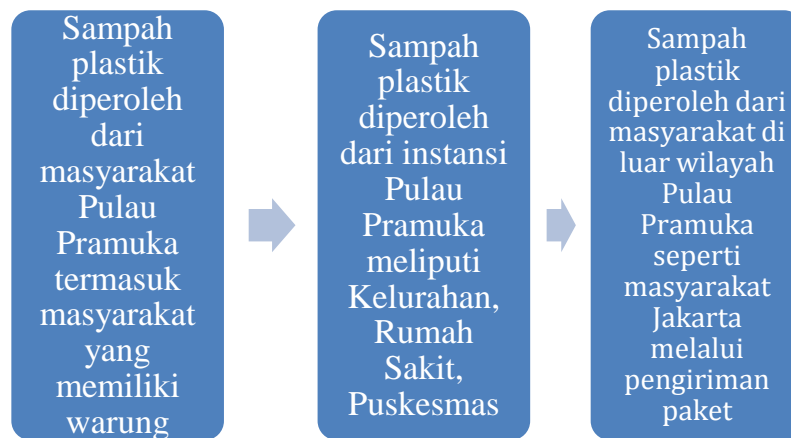 Sampah
plastik
diperoleh
dari
masyarakat
Pulau
Pramuka
termasuk
masyarakat
yang
memiliki
warung
Sampah
plastik
diperoleh
dari instansi
Pulau
Pramuka
meliputi
Kelurahan,
Rumah
Sakit,
Puskesmas
Sampah
plastik
diperoleh dari
masyarakat di
luar wilayah
Pulau
Pramuka
seperti
masyarakat
Jakarta
melalui
pengiriman
paket